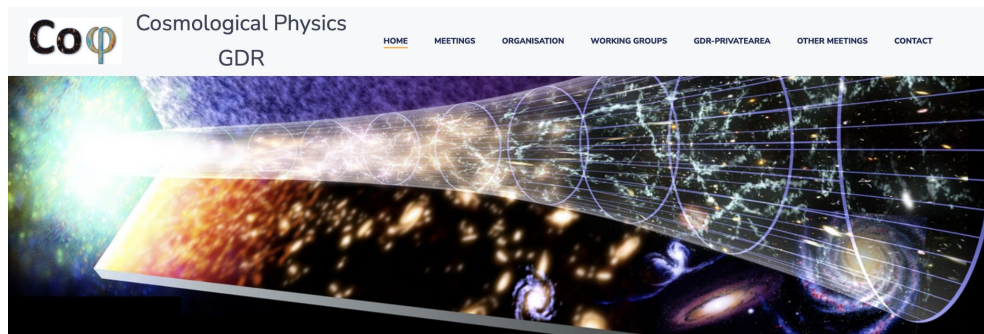 Coφ
Cosmological Physics
GDR
HOME MEETINGS ORGANISATION WORKING GROUPS GDR-PRIVATEAREA OTHER MEETINGS CONTACT